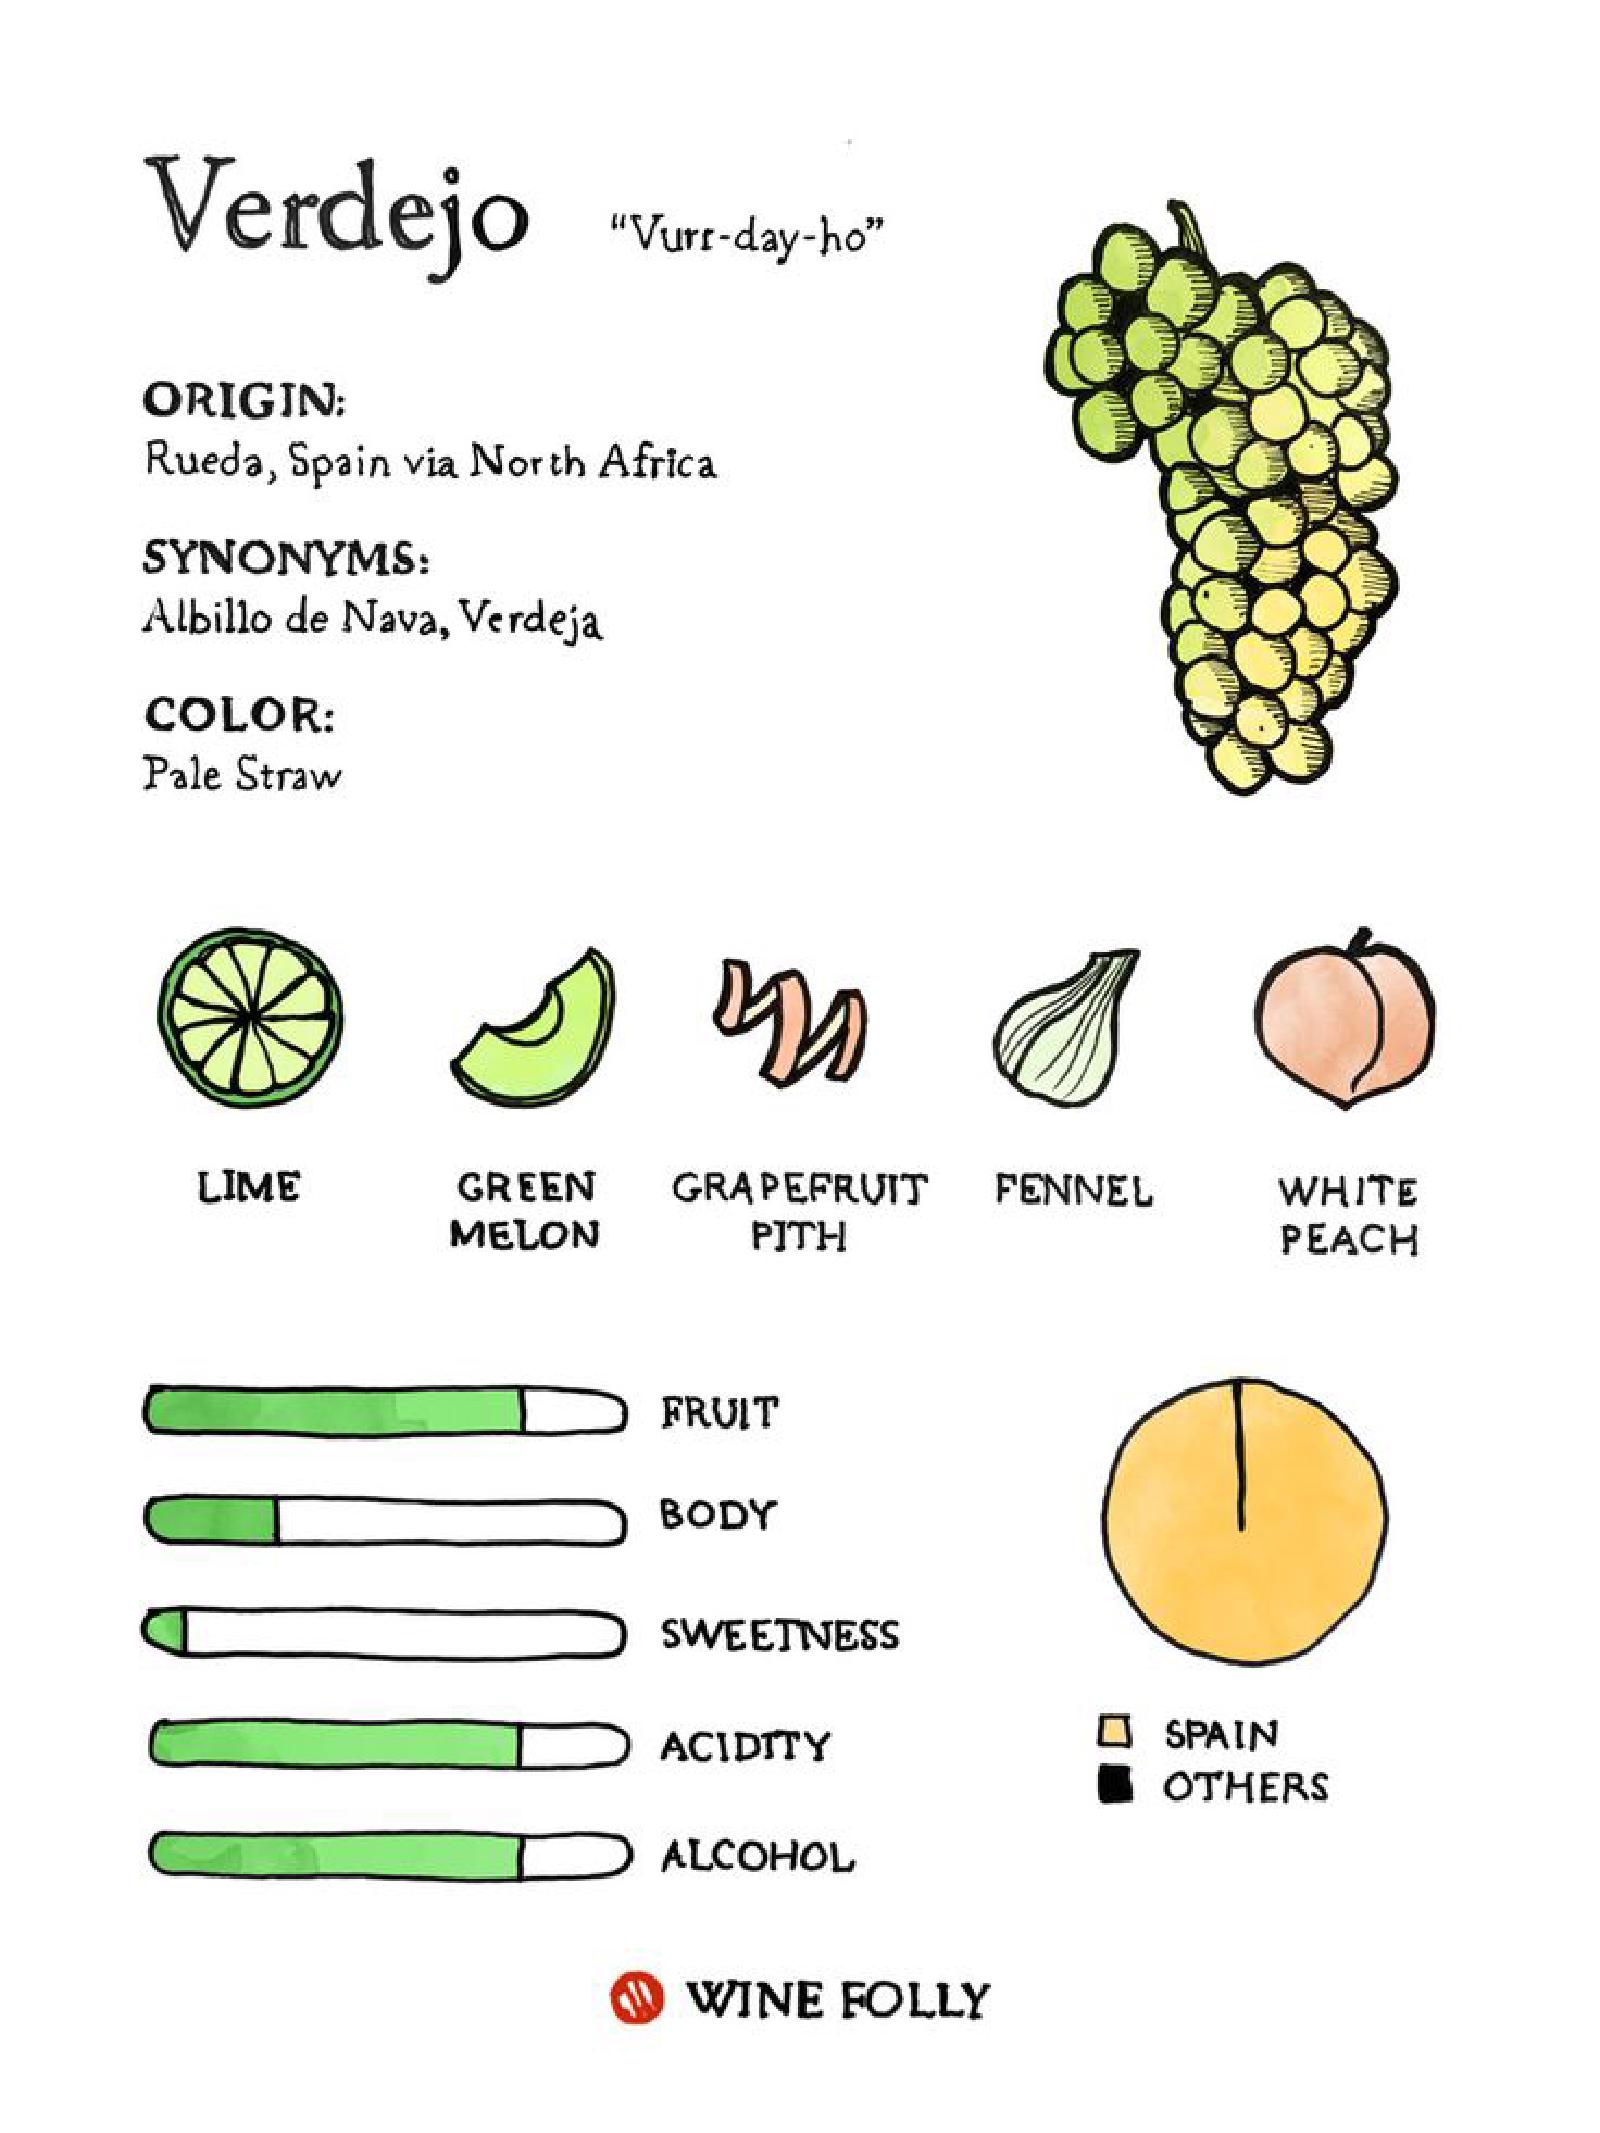 Verdejo "Vurr-day-ho"
ORIGIN:
Rueda, Spain via North Africa
SYNONYMS:
Albillo de Nava, Verdeja
COLOR:
Pale Straw
LIME
GREEN
MELON
GRAPEFRUIT
PITH
FENNEL
WHITE
PEACH
FRUIT
BODY
SWEETNESS
ACIDITY
ALCOHOL
SPAIN
OTHERS
WINE FOLLY